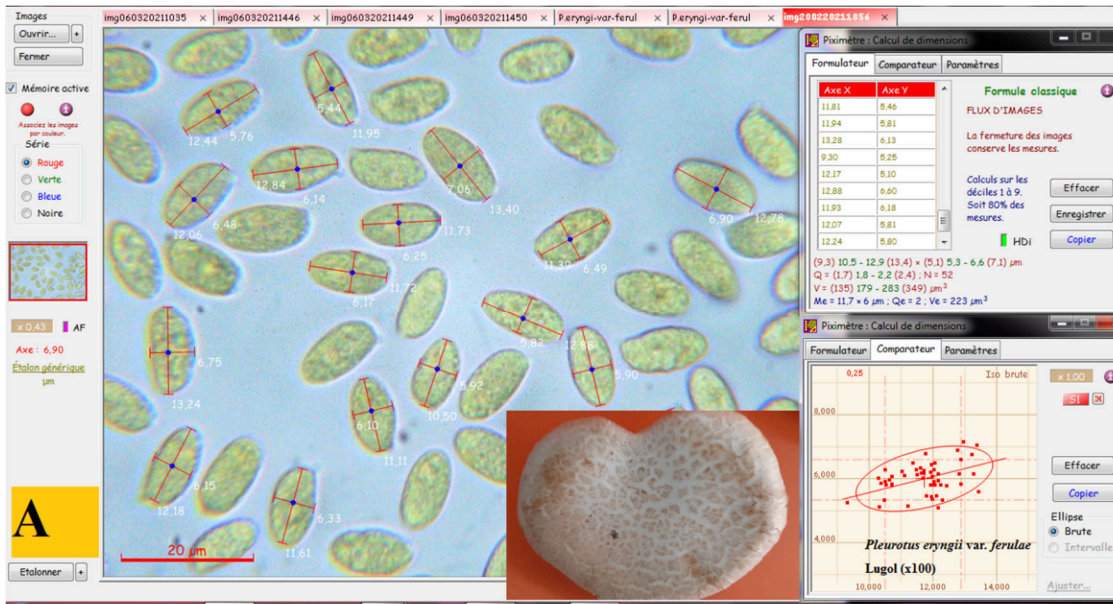 Images
Ouvrir...
+
Fermer
Mémoire active
Associez les images
par couleur.
Série
Rouge
Verte
Bleue
Noire
x 0,43
AF
Axe : 6,90
Étalon générique
µm
A
Etalonner
+
img060320211035 ×
img060320211446 ×
img060320211449 ×
img060320211450 ×
P.eryngi-var-ferul ×
P.eryngi-var-ferul ×
img200220211056 ×
5,44
11,95
12,44
5,76
12,84
6,14
7,06
13,40
6,90
12,78
12,06
6,48
11,73
6,25
11,39
6,49
11,72
6,17
5,82
12,88
6,75
13,24
5,92
10,50
5,90
6,10
11,11
6,15
12,18
6,33
11,61
20 µm
Piximètre : Calcul de dimensions
Formulateur
Comparateur
Paramètres
Axe X
Axe Y
11,81
5,46
11,94
5,81
13,28
6,13
9,30
5,25
12,17
5,10
12,88
6,60
11,93
6,18
12,07
5,81
12,24
5,80
Formule classique
FLUX D'IMAGES
La fermeture des images
conserve les mesures.
Calculs sur les
déciles 1 à 9.
Soit 80% des
mesures.
HDi
Effacer
Enregistrer
Copier
(9,3) 10,5 - 12,9 (13,4) × (5,1) 5,3 - 6,6 (7,1) µm
Q = (1,7) 1,8 - 2,2 (2,4) ; N = 52
V = (135) 179 - 283 (349) µm³
Me = 11,7 × 6 µm ; Qe = 2 ; Ve = 223 µm³
Piximètre : Calcul de dimensions
Formulateur
Comparateur
Paramètres
0,25
Iso brute
8,000
6,000
4,000
10,000
12,000
14,000
Pleurotus eryngii var. ferulae
Lugol (x100)
x 1,00
S1
Effacer
Copier
Ellipse
Brute
Intervalle
Ajuster...